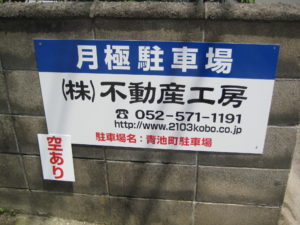 月極駐車場
(株)不動産工房
☎ 052-571-1191
http://www.2103kobo.co.jp
駐車場名:青池町駐車場
空あり